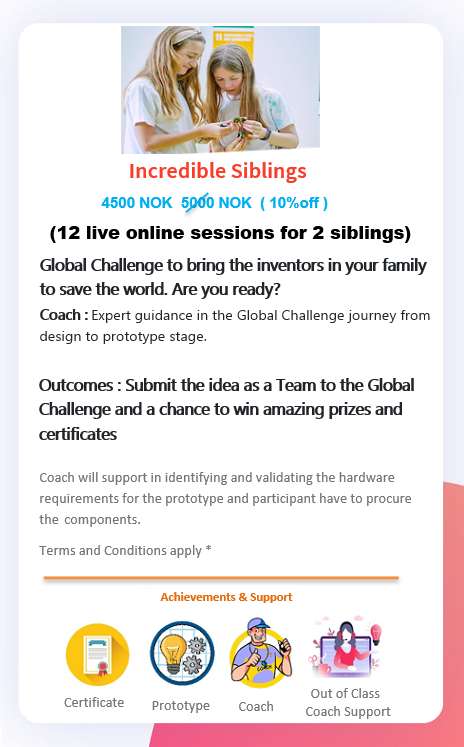 Incredible Siblings
4500 NOK 5000 NOK ( 10%off )
(12 live online sessions for 2 siblings)
Global Challenge to bring the inventors in your family
to save the world. Are you ready?
Coach : Expert guidance in the Global Challenge journey from
design to prototype stage.
Outcomes : Submit the idea as a Team to the Global
Challenge and a chance to win amazing prizes and
certificates
Coach will support in identifying and validating the hardware
requirements for the prototype and participant have to procure
the components.
Terms and Conditions apply *
Achievements & Support
Certificate
Prototype
Coach
Out of Class
Coach Support